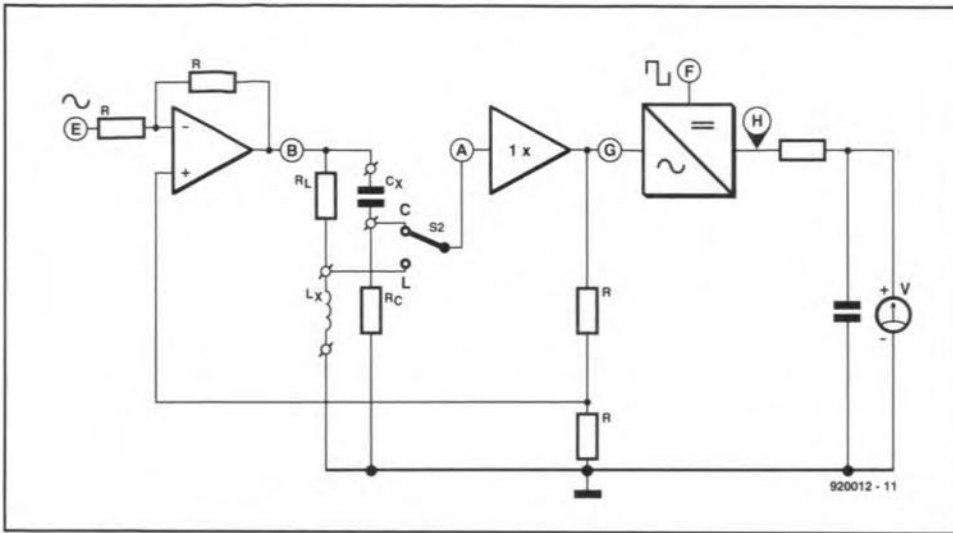 R
R
E
F
H
-
+
B
A
1 x
G
RL
CX
C
S2
L
LX
RC
R
+
V
-
R
920012 - 11